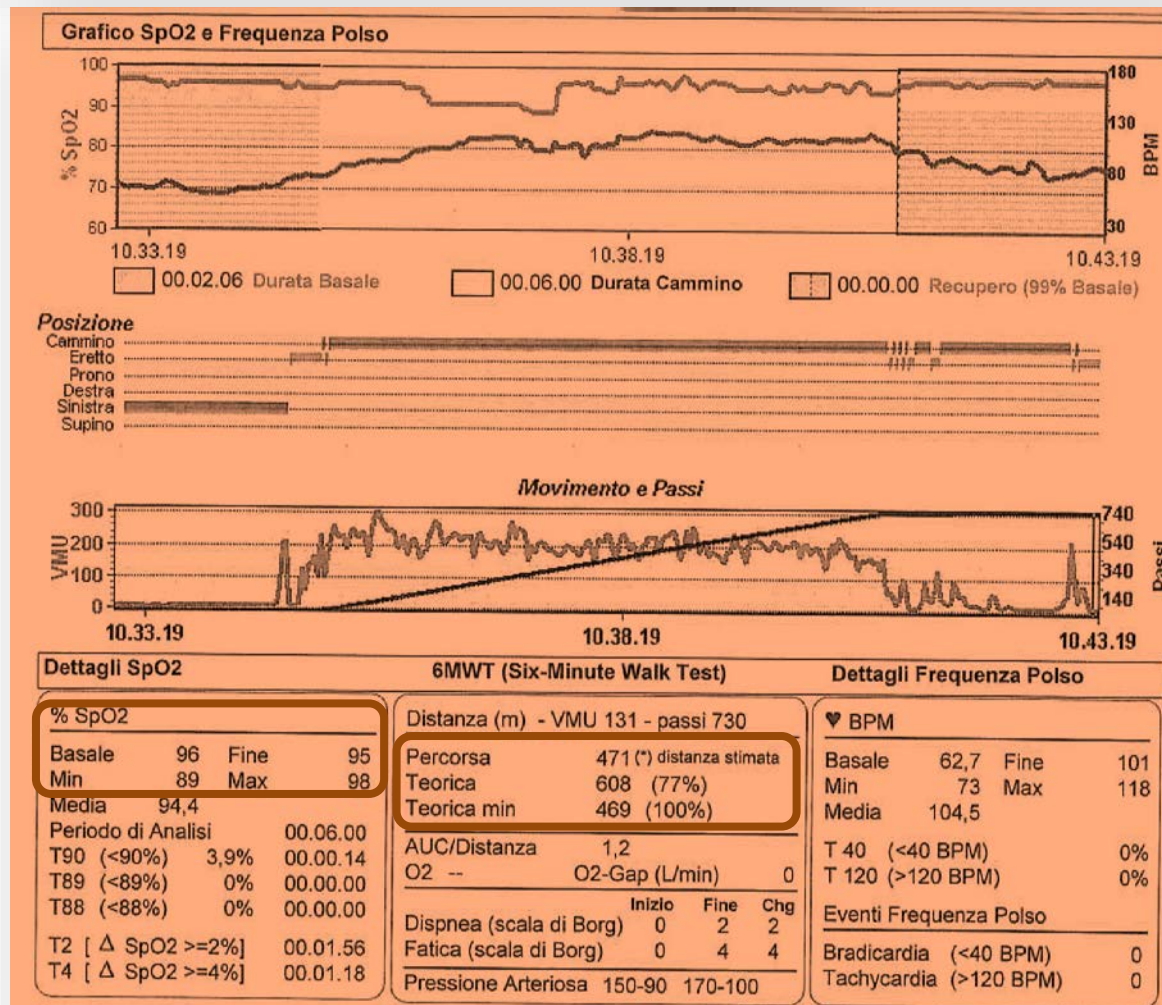 Grafico SpO2 e Frequenza Polso
100
90
80
70
60
% SpO2
180
130
80
30
BPM
10.33.19 10.38.19 10.43.19
00.02.06 Durata Basale 00.06.00 Durata Cammino 00.00.00 Recupero (99% Basale)
Posizione
Cammino
Eretto
Prono
Destra
Sinistra
Supino
Movimento e Passi
300
200
100
0
VMU
740
540
340
140
Passi
10.33.19 10.38.19 10.43.19
Dettagli SpO2 6MWT (Six-Minute Walk Test) Dettagli Frequenza Polso
% SpO2
Basale 96 Fine 95
Min 89 Max 98
Media 94,4
Periodo di Analisi 00.06.00
T90 (<90%) 3,9% 00.00.14
T89 (<89%) 0% 00.00.00
T88 (<88%) 0% 00.00.00
T2 [ Δ SpO2 >=2%] 00.01.56
T4 [ Δ SpO2 >=4%] 00.01.18
Distanza (m) - VMU 131 - passi 730
Percorsa 471 (*) distanza stimata
Teorica 608 (77%)
Teorica min 469 (100%)
AUC/Distanza 1,2
O2 -- O2-Gap (L/min) 0
Inizio Fine Chg
Dispnea (scala di Borg) 0 2 2
Fatica (scala di Borg) 0 4 4
Pressione Arteriosa 150-90 170-100
♥ BPM
Basale 62,7 Fine 101
Min 73 Max 118
Media 104,5
T 40 (<40 BPM) 0%
T 120 (>120 BPM) 0%
Eventi Frequenza Polso
Bradicardia (<40 BPM) 0
Tachycardia (>120 BPM) 0